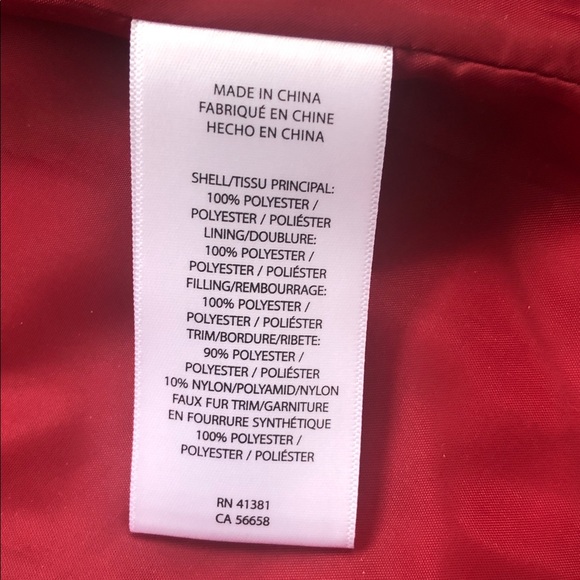 MADE IN CHINA
FABRIQUÉ EN CHINE
HECHO EN CHINA
SHELL/TISSU PRINCIPAL:
100% POLYESTER /
POLYESTER / POLIÉSTER
LINING/DOUBLURE:
100% POLYESTER /
POLYESTER / POLIÉSTER
FILLING/REMBOURRAGE:
100% POLYESTER /
POLYESTER / POLIÉSTER
TRIM/BORDURE/RIBETE:
90% POLYESTER /
POLYESTER / POLIÉSTER
10% NYLON/POLYAMID/NYLON
FAUX FUR TRIM/GARNITURE
EN FOURRURE SYNTHÉTIQUE
100% POLYESTER /
POLYESTER / POLIÉSTER
RN 41381
CA 56658